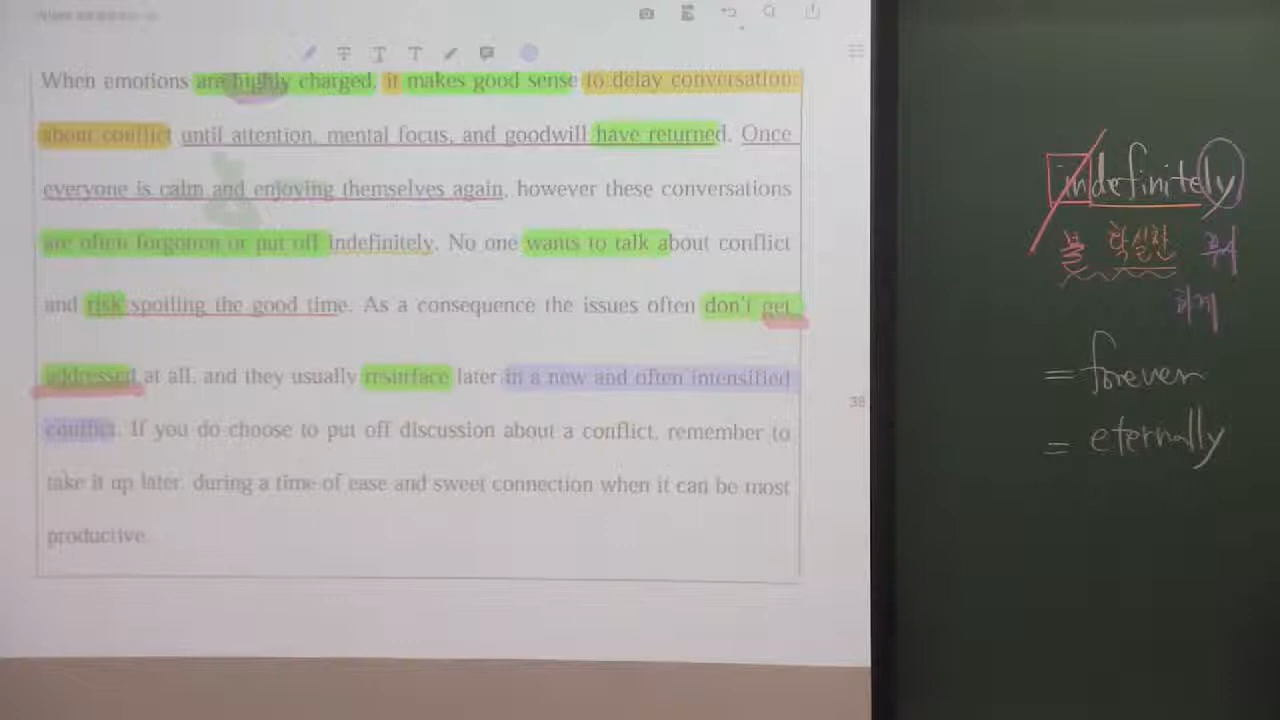 When emotions are highly charged, it makes good sense to delay conversation
about conflict until attention, mental focus, and goodwill have returned. Once
everyone is calm and enjoying themselves again, however these conversations
are often forgotten or put off indefinitely. No one wants to talk about conflict
and risk spoiling the good time. As a consequence the issues often don't get
addressed at all, and they usually resurface later in a new and often intensified
conflict. If you do choose to put off discussion about a conflict, remember to
take it up later, during a time of ease and sweet connection when it can be most
productive.
38
indefinitely
불 확실한
하게
= forever
= eternally